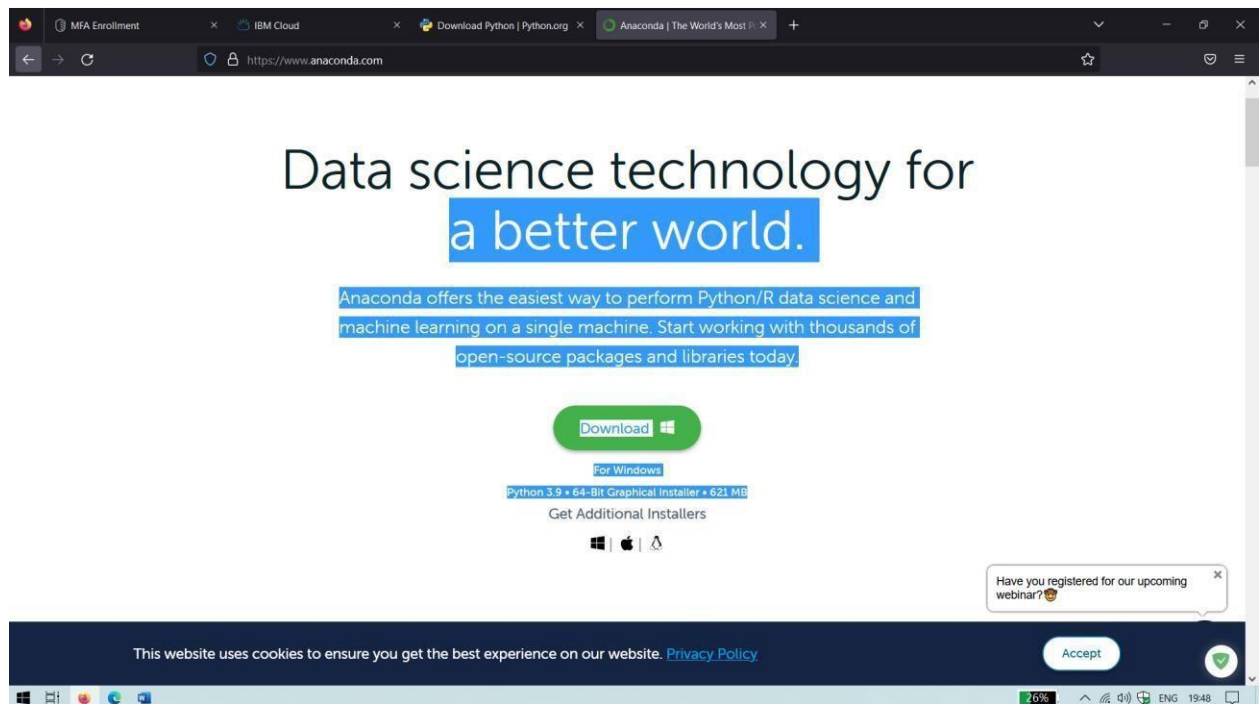 MFA Enrollment
IBM Cloud
Download Python | Python.org
Anaconda | The World's Most
https://www.anaconda.com
Data science technology for
a better world.
Anaconda offers the easiest way to perform Python/R data science and
machine learning on a single machine. Start working with thousands of
open-source packages and libraries today.
Download
For Windows
Python 3.9 • 64-Bit Graphical Installer • 621 MB
Get Additional Installers
Have you registered for our upcoming
webinar?🤠
This website uses cookies to ensure you get the best experience on our website. Privacy Policy
Accept
26%
ENG
19:48